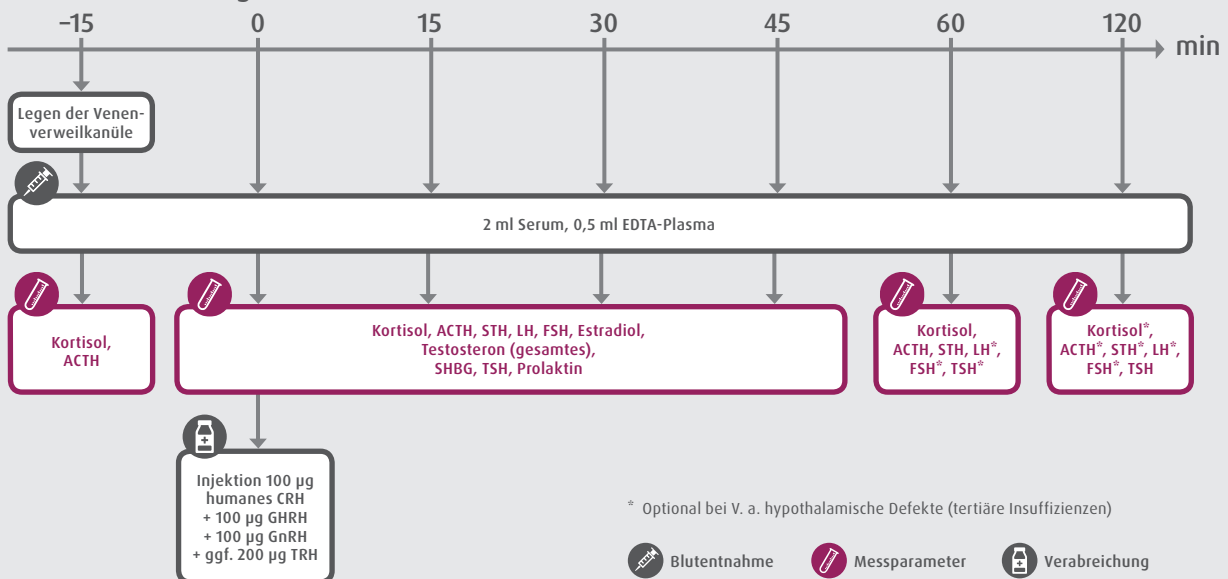 −15
0
15
30
45
60
120
min
Legen der Venen-
verweilkanüle
2 ml Serum, 0,5 ml EDTA-Plasma
Kortisol,
ACTH
Kortisol, ACTH, STH, LH, FSH, Estradiol,
Testosteron (gesamtes),
SHBG, TSH, Prolaktin
Kortisol,
ACTH, STH, LH*,
FSH*, TSH*
Kortisol*,
ACTH*, STH*, LH*,
FSH*, TSH
Injektion 100 µg
humanes CRH
+ 100 µg GHRH
+ 100 µg GnRH
+ ggf. 200 µg TRH
* Optional bei V. a. hypothalamische Defekte (tertiäre Insuffizienzen)
Blutentnahme
Messparameter
Verabreichung